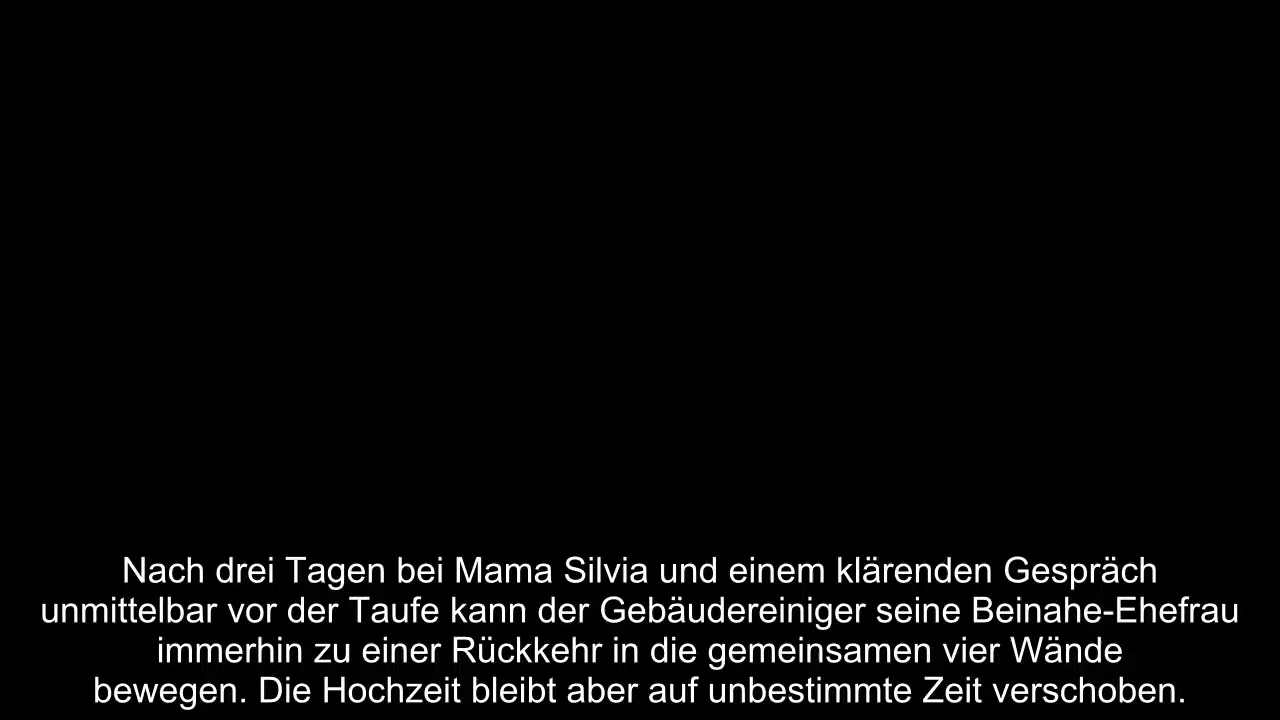 Nach drei Tagen bei Mama Silvia und einem klärenden Gespräch
unmittelbar vor der Taufe kann der Gebäudereiniger seine Beinahe-Ehefrau
immerhin zu einer Rückkehr in die gemeinsamen vier Wände
bewegen. Die Hochzeit bleibt aber auf unbestimmte Zeit verschoben.